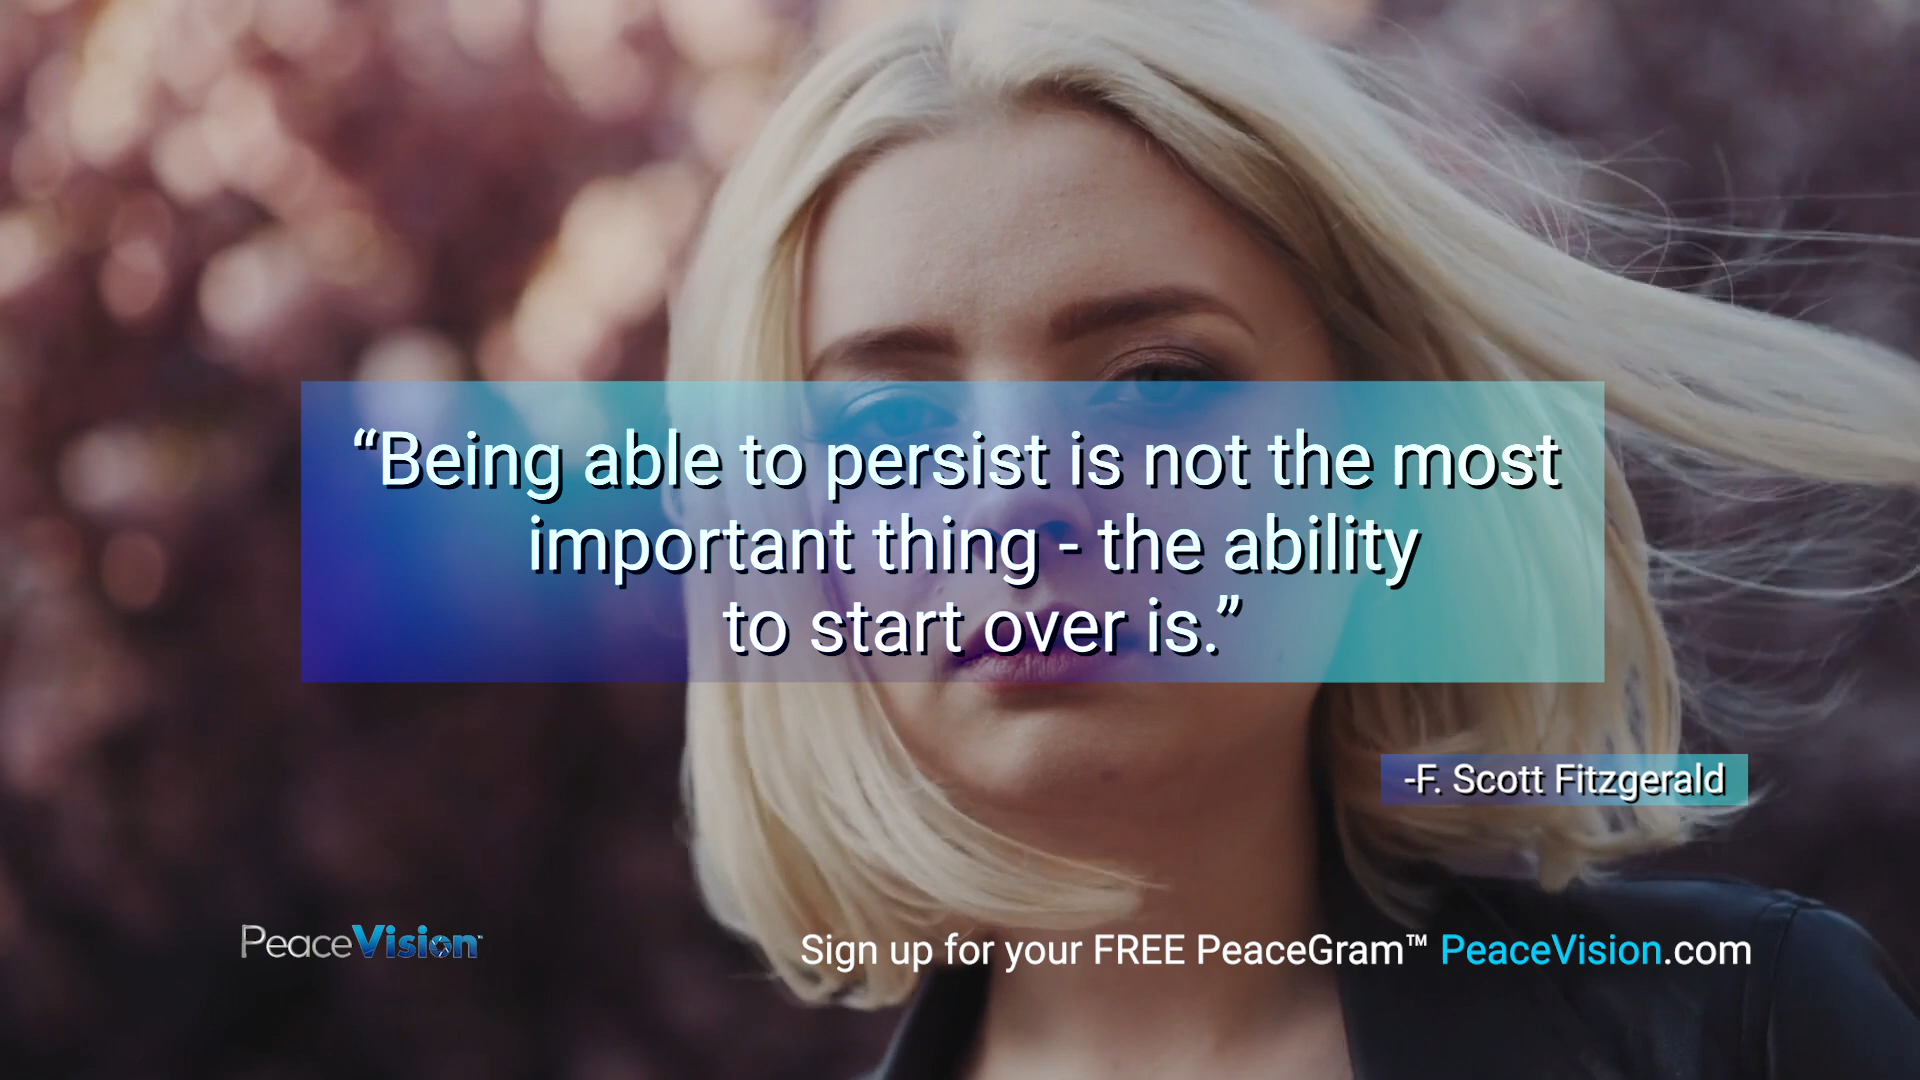 “Being able to persist is not the most
important thing - the ability
to start over is.”
-F. Scott Fitzgerald
PeaceVision™
Sign up for your FREE PeaceGram™ PeaceVision.com